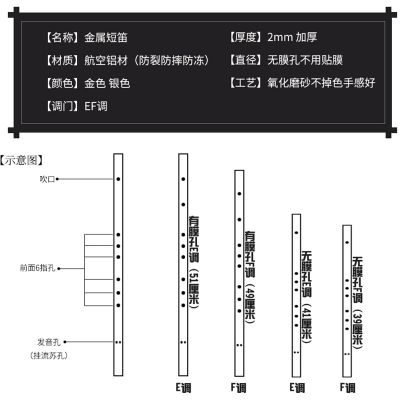 【名称】 金属短笛
【厚度】 2mm 加厚
【材质】 航空铝材（防裂防摔防冻）
【直径】 无膜孔不用贴膜
【颜色】 金色 银色
【工艺】 氧化磨砂不掉色手感好
【调门】 EF调
【示意图】
吹口
前面6指孔
发音孔
（挂流苏孔）
有膜孔E调（51厘米）
有膜孔F调（49厘米）
无膜孔E调（41厘米）
无膜孔F调（39厘米）
E调
F调
E调
F调